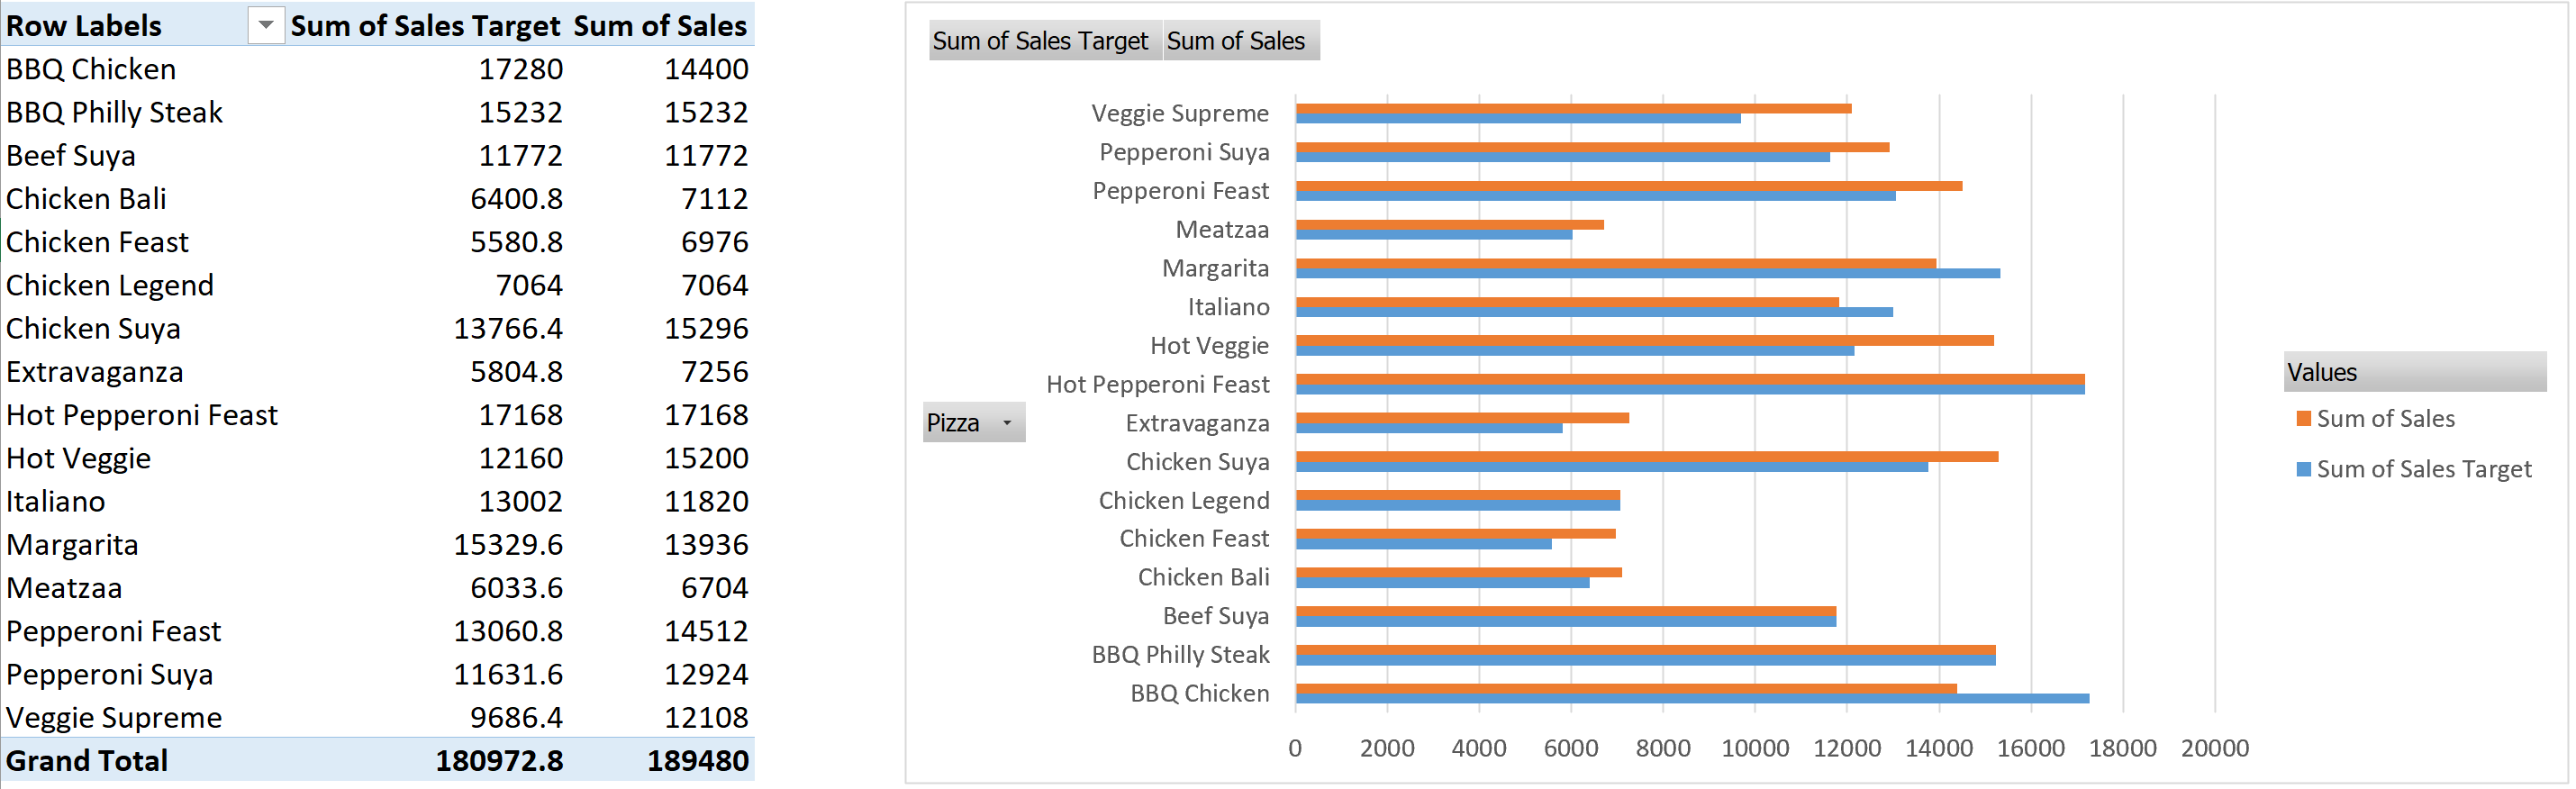 Row Labels Sum of Sales Target Sum of Sales
BBQ Chicken 17280 14400
BBQ Philly Steak 15232 15232
Beef Suya 11772 11772
Chicken Bali 6400.8 7112
Chicken Feast 5580.8 6976
Chicken Legend 7064 7064
Chicken Suya 13766.4 15296
Extravaganza 5804.8 7256
Hot Pepperoni Feast 17168 17168
Hot Veggie 12160 15200
Italiano 13002 11820
Margarita 15329.6 13936
Meatzaa 6033.6 6704
Pepperoni Feast 13060.8 14512
Pepperoni Suya 11631.6 12924
Veggie Supreme 9686.4 12108
Grand Total 180972.8 189480
Sum of Sales Target Sum of Sales
Veggie Supreme
Pepperoni Suya
Pepperoni Feast
Meatzaa
Margarita
Italiano
Hot Veggie
Hot Pepperoni Feast
Pizza
Extravaganza
Chicken Suya
Chicken Legend
Chicken Feast
Chicken Bali
Beef Suya
BBQ Philly Steak
BBQ Chicken
0 2000 4000 6000 8000 10000 12000 14000 16000 18000 20000
Values
Sum of Sales
Sum of Sales Target